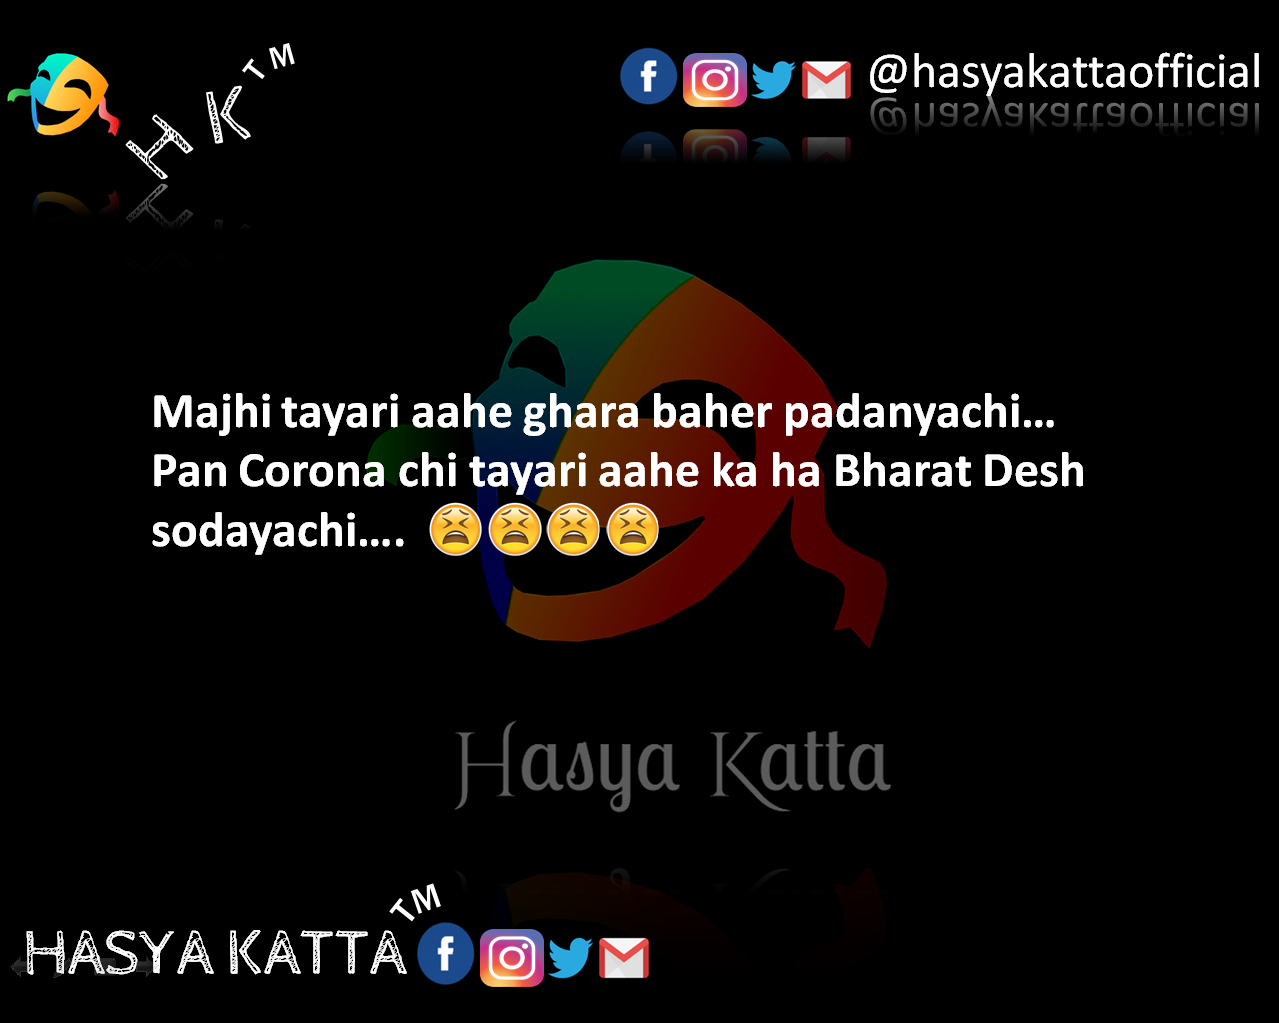 HK™
@hasyakattaofficial
Majhi tayari aahe ghara baher padanyachi...
Pan Corona chi tayari aahe ka ha Bharat Desh
sodayachi.... 😫😫😫😫
Hasya Katta
HASYA KATTA™